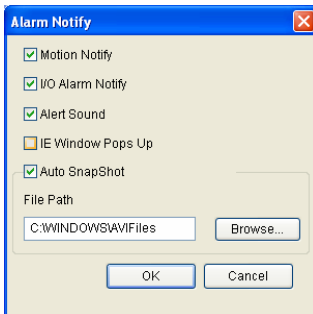 Alarm Notify
Motion Notify
I/O Alarm Notify
Alert Sound
IE Window Pops Up
Auto SnapShot
File Path
C:\WINDOWS\AVIFiles
Browse...
OK
Cancel